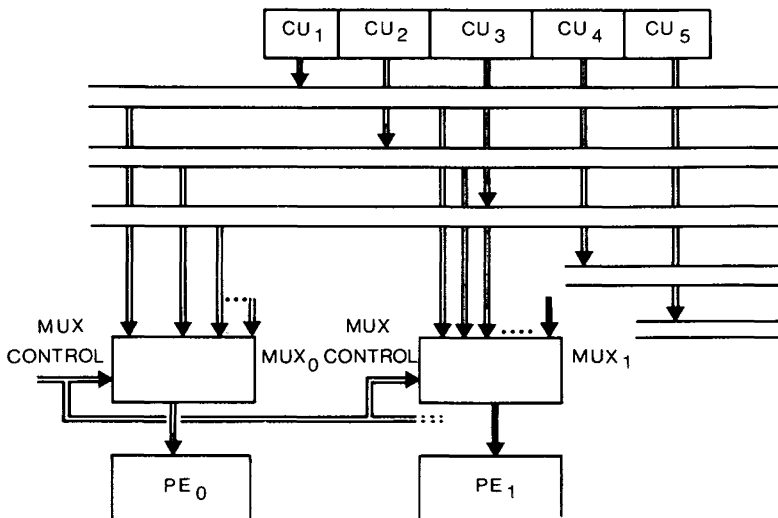 CU1 CU2 CU3 CU4 CU5
MUX CONTROL
MUX0
MUX CONTROL
MUX1
PE0
PE1